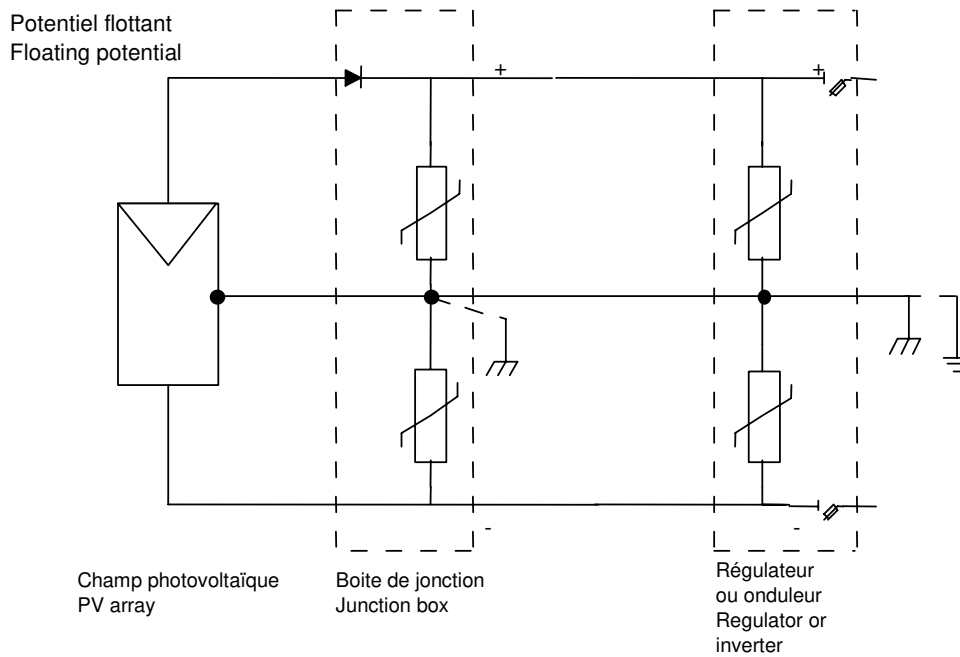 Potentiel flottant
Floating potential
+
+
-
-
Champ photovoltaïque
PV array
Boite de jonction
Junction box
Régulateur
ou onduleur
Regulator or
inverter